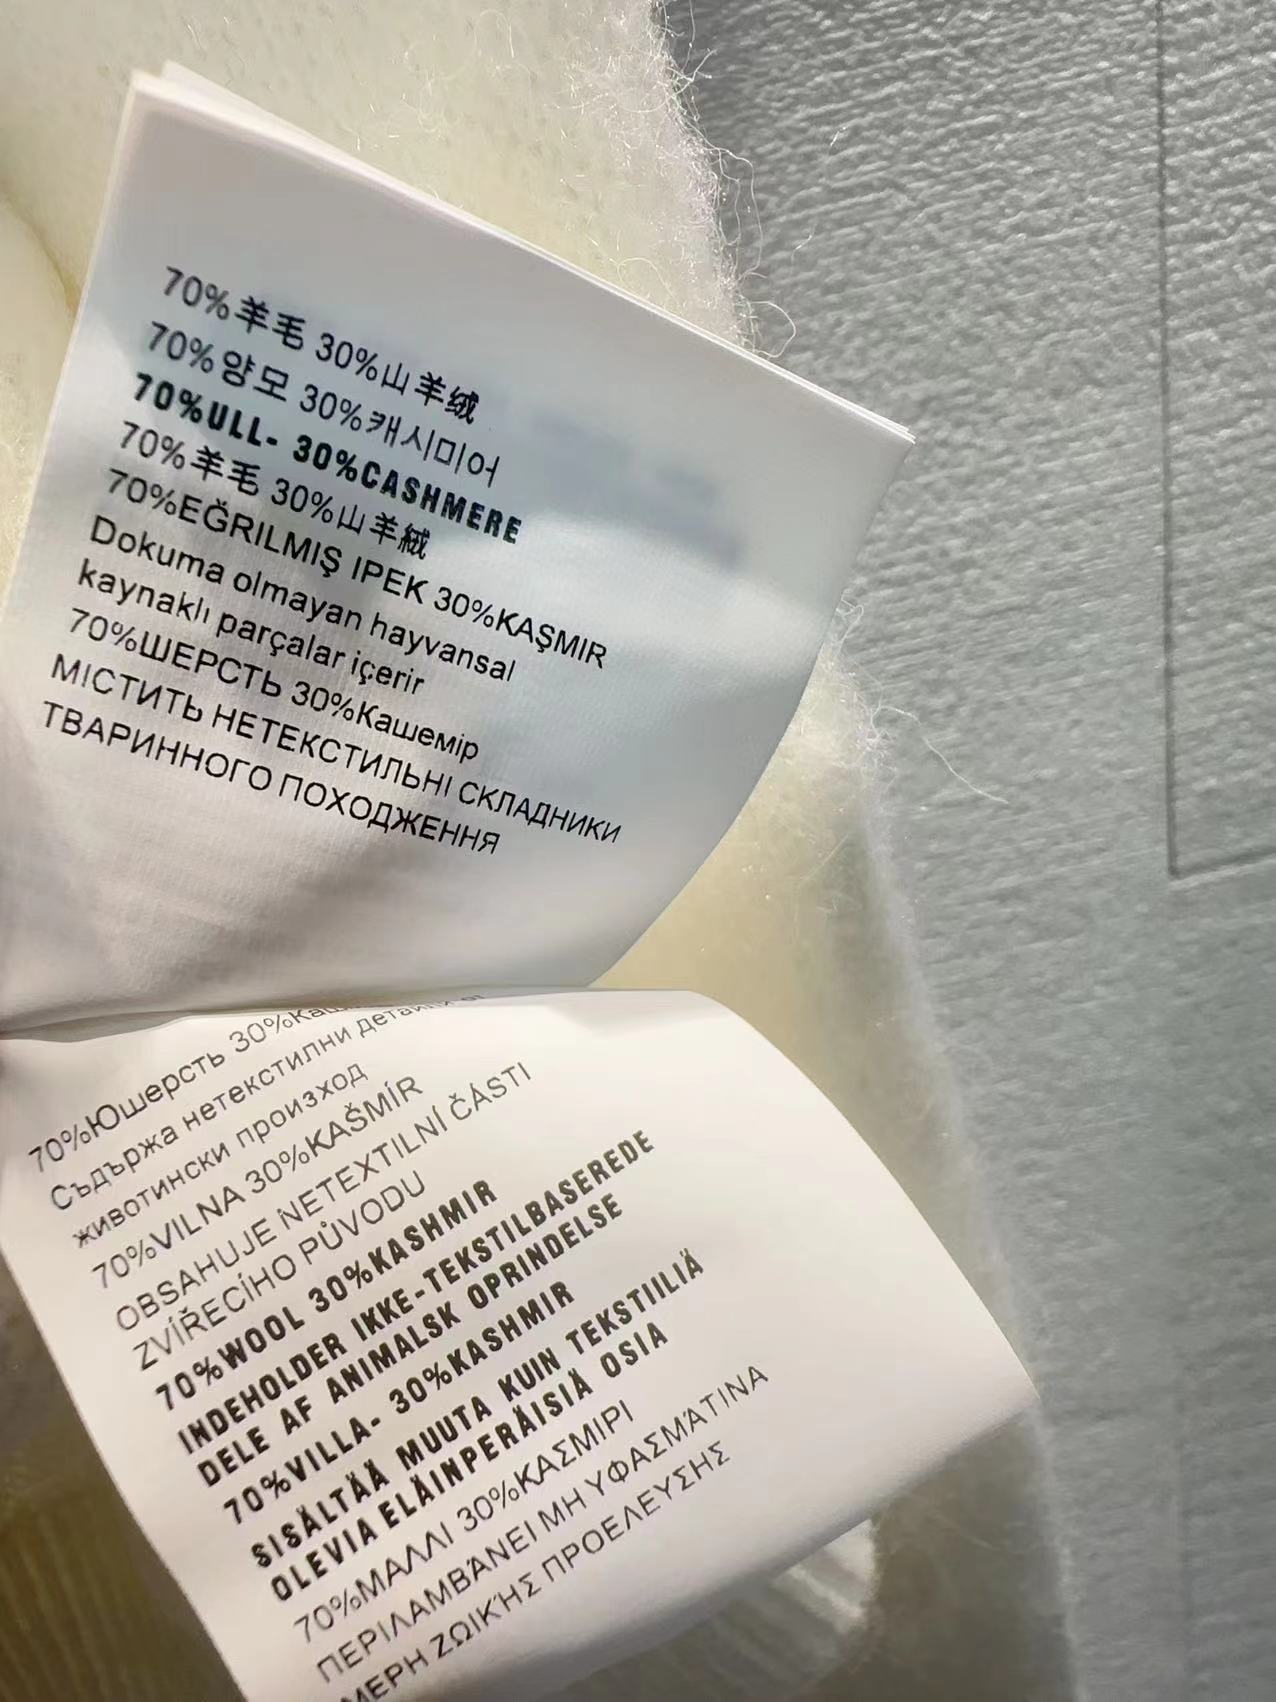 70%羊毛 30%山羊绒
70%양모 30%캐시미어
70%ULL- 30%CASHMERE
70%羊毛 30%山羊絨
70%EĞRILMIŞ IPEK 30%KAŞMIR
Dokuma olmayan hayvansal
kaynaklı parçalar içerir
70%ШЕРСТЬ 30%Кашемір
МІСТИТЬ НЕТЕКСТИЛЬНІ СКЛАДНИКИ
ТВАРИННОГО ПОХОДЖЕННЯ
70%Юшерсть 30%
Съдържа нетекстилни детайли от
животински произход
70%VILNA 30%KAŠMÍR
OBSAHUJE NETEXTILNÍ ČÁSTI
ZVÍŘECÍHO PŮVODU
70%WOOL 30%KASHMIR
INDEHOLDER IKKE-TEKSTILBASEREDE
DELE AF ANIMALSK OPRINDELSE
70%VILLA- 30%KASHMIR
SISÄLTÄÄ MUUTA KUIN TEKSTIILIÄ
OLEVIA ELÄINPERÄISIÄ OSIA
70%ΜΑΛΛΙ 30%ΚΑΣΜΙΡΙ
ΠΕΡΙΛΑΜΒΆΝΕΙ ΜΗ ΥΦΑΣΜΆΤΙΝΑ
ΜΕΡΗ ΖΩΙΚΉΣ ΠΡΟΕΛΕΥΣΗΣ